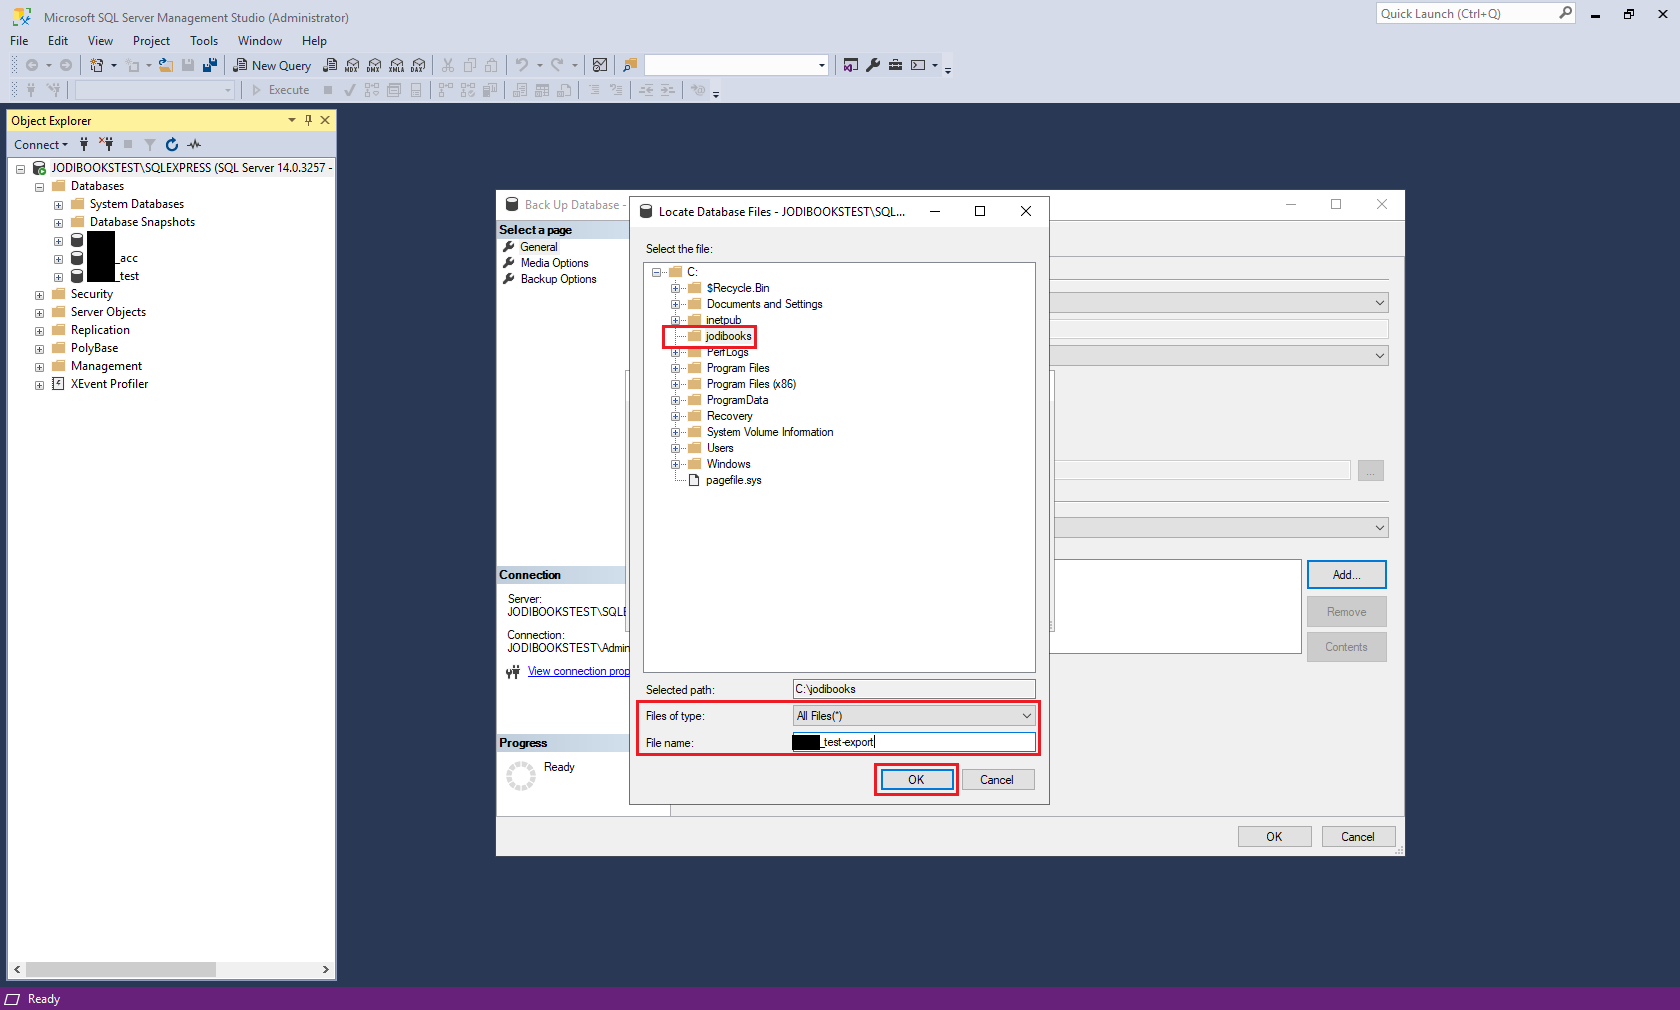 Microsoft SQL Server Management Studio (Administrator)
Quick Launch (Ctrl+Q)
File Edit View Project Tools Window Help
New Query MDX DMX XMLA DAX
Execute
Object Explorer
Connect
JODIBOOKSTEST\SQLEXPRESS (SQL Server 14.0.3257 -
Databases
System Databases
Database Snapshots
_acc
_test
Security
Server Objects
Replication
PolyBase
Management
XEvent Profiler
Back Up Database -
Select a page
General
Media Options
Backup Options
Connection
Server:
JODIBOOKSTEST\SQLE
Connection:
JODIBOOKSTEST\Admin
View connection prop
Progress
Ready
Locate Database Files - JODIBOOKSTEST\SQL...
Select the file:
C:
$Recycle.Bin
Documents and Settings
inetpub
jodibooks
PerfLogs
Program Files
Program Files (x86)
ProgramData
Recovery
System Volume Information
Users
Windows
pagefile.sys
Selected path: C:\jodibooks
Files of type: All Files(*)
File name: _test-export
OK Cancel
...
Add...
Remove
Contents
OK Cancel
Ready